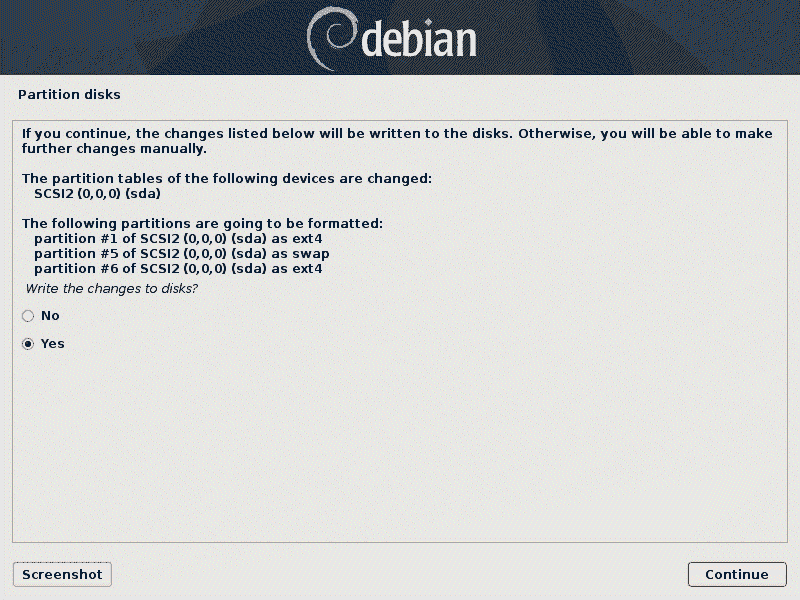 debian
Partition disks
If you continue, the changes listed below will be written to the disks. Otherwise, you will be able to make
further changes manually.
The partition tables of the following devices are changed:
SCSI2 (0,0,0) (sda)
The following partitions are going to be formatted:
partition #1 of SCSI2 (0,0,0) (sda) as ext4
partition #5 of SCSI2 (0,0,0) (sda) as swap
partition #6 of SCSI2 (0,0,0) (sda) as ext4
Write the changes to disks?
No
Yes
Screenshot
Continue